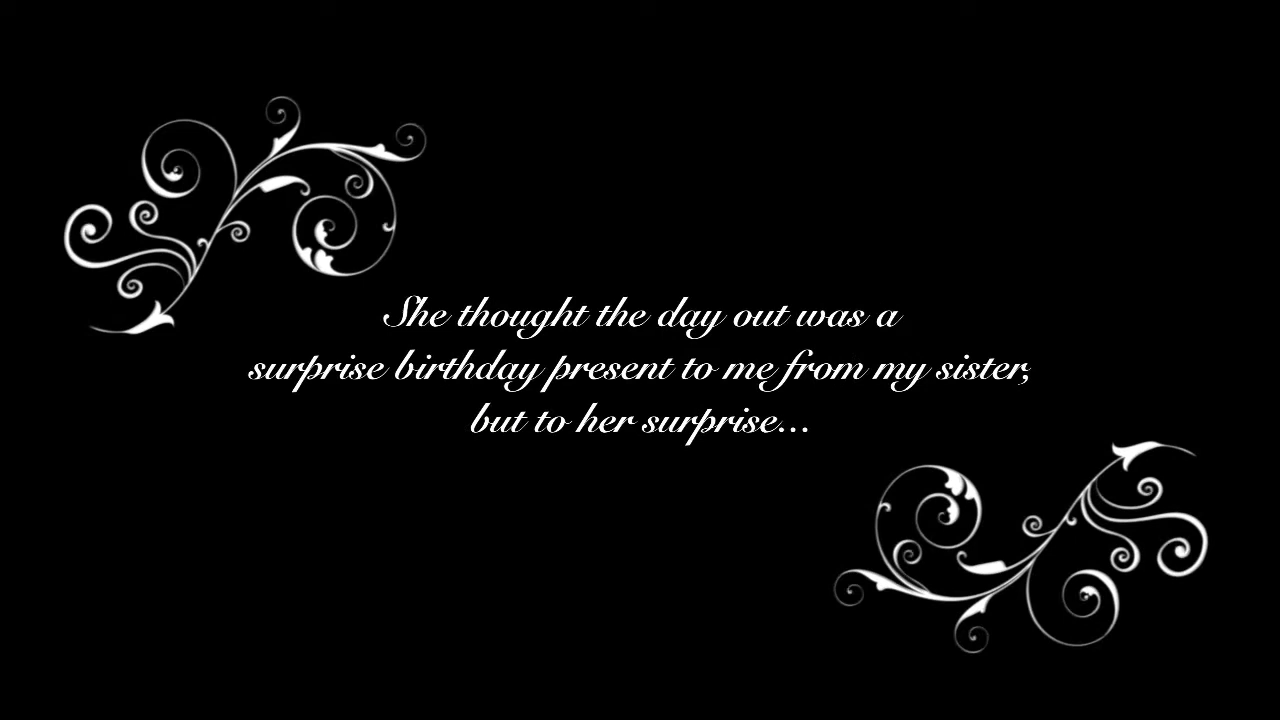 She thought the day out was a
surprise birthday present to me from my sister,
but to her surprise...